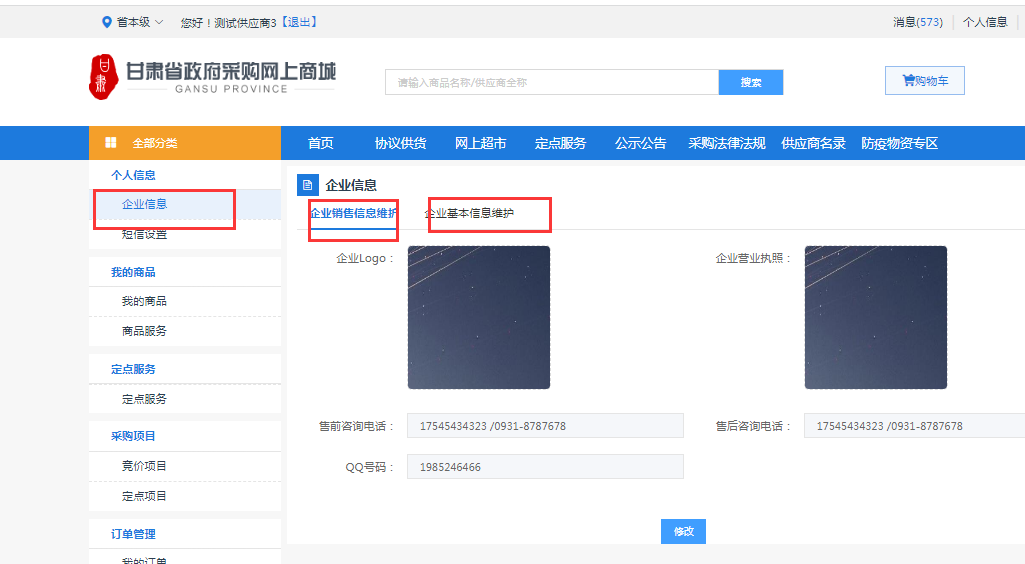 省本级 您好！测试供应商3【退出】 消息(573) 个人信息
甘肃
甘肃省政府采购网上商城
GANSU PROVINCE
请输入商品名称/供应商全称 搜索 购物车
全部分类 首页 协议供货 网上超市 定点服务 公示公告 采购法律法规 供应商名录 防疫物资专区
个人信息
企业信息
短信设置
我的商品
我的商品
商品服务
定点服务
定点服务
采购项目
竞价项目
定点项目
订单管理
我的订单
企业信息
企业销售信息维护 企业基本信息维护
企业Logo： 企业营业执照：
售前咨询电话： 17545434323 /0931-8787678 售后咨询电话： 17545434323 /0931-8787678
QQ号码： 1985246466
修改